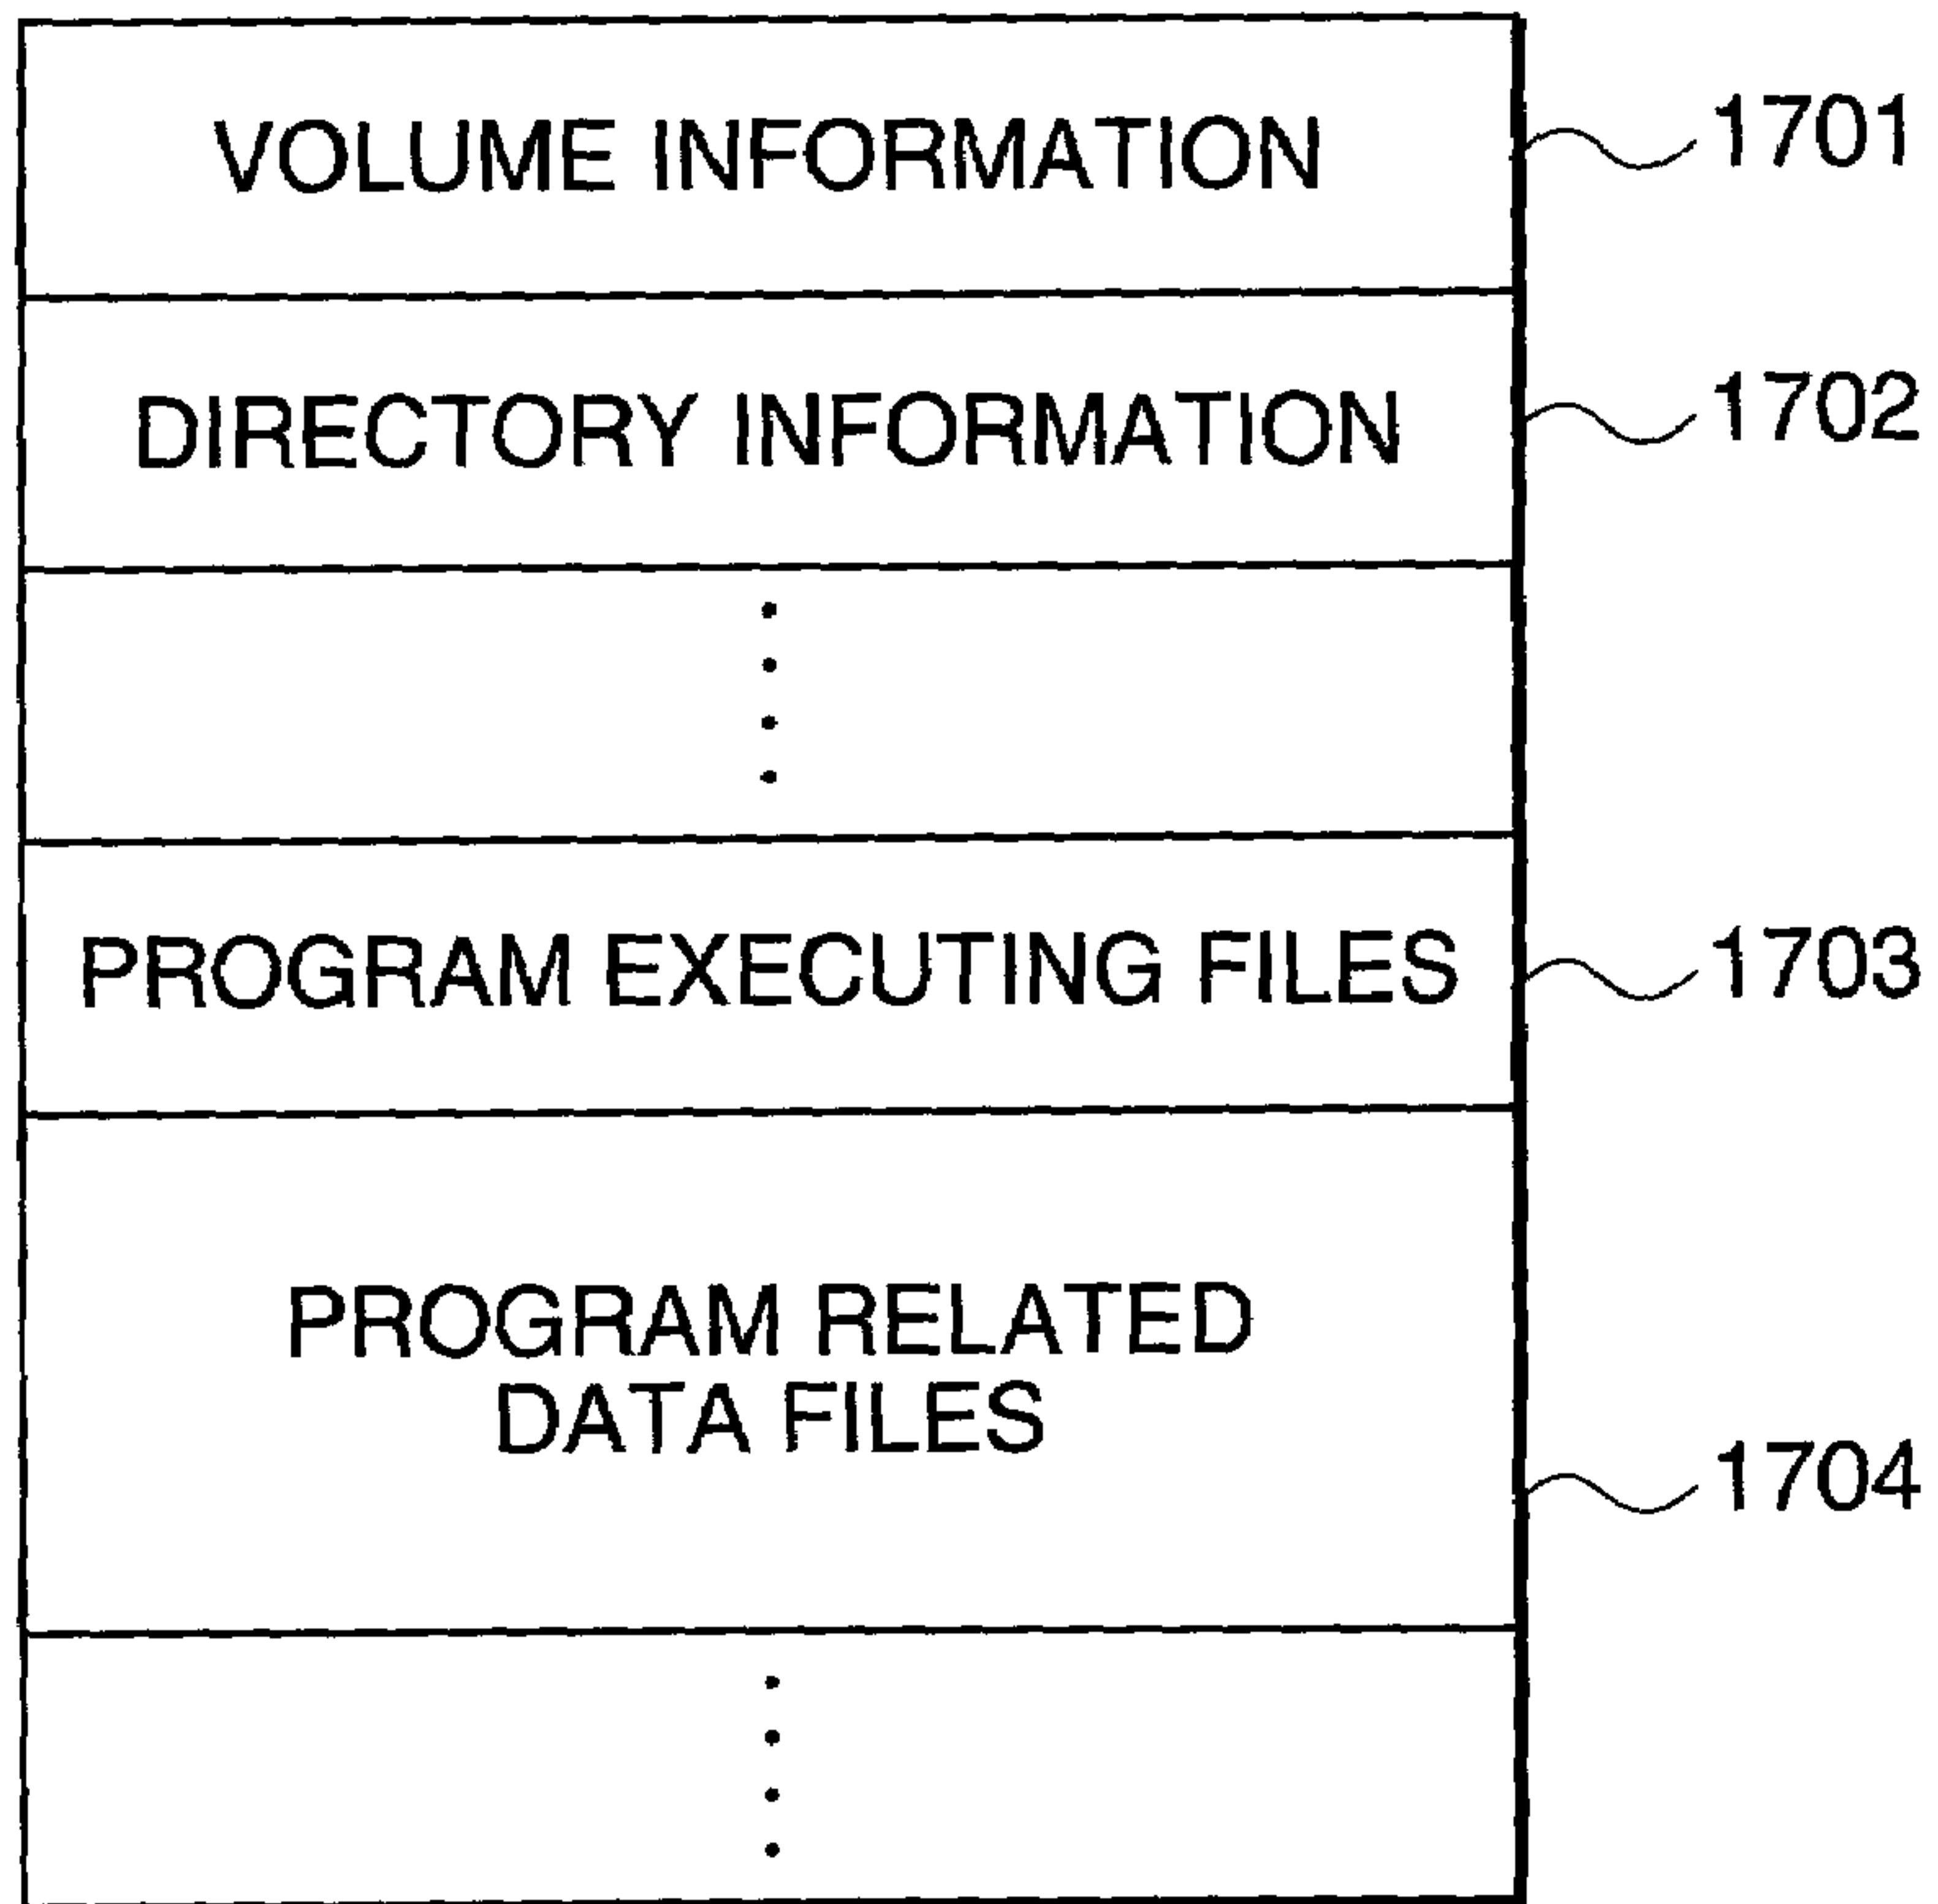 VOLUME INFORMATION 1701
DIRECTORY INFORMATION 1702
PROGRAM EXECUTING FILES 1703
PROGRAM RELATED
DATA FILES
1704